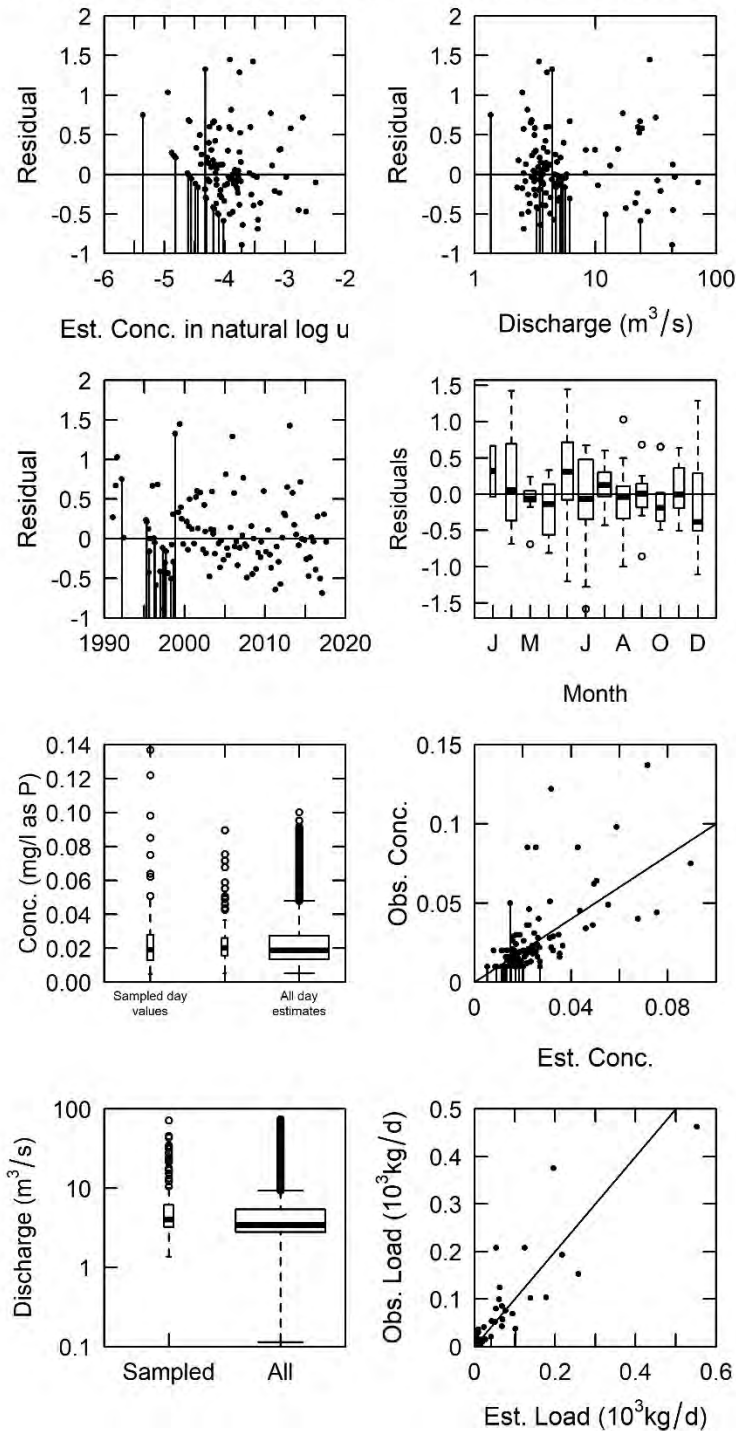 2
1.5
1
0.5
0
-0.5
-1
Residual
-6 -5 -4 -3 -2
Est. Conc. in natural log u
2
1.5
1
0.5
0
-0.5
-1
Residual
1 10 100
Discharge (m³/s)
2
1.5
1
0.5
0
-0.5
-1
Residual
1990 2000 2010 2020
1.5
1.0
0.5
0.0
-0.5
-1.0
-1.5
Residuals
J M J A O D
Month
0.14
0.12
0.10
0.08
0.06
0.04
0.02
0.00
Conc. (mg/l as P)
Sampled day
values
All day
estimates
0.15
0.1
0.05
0
Obs. Conc.
0 0.04 0.08
Est. Conc.
100
10
1
0.1
Discharge (m³/s)
Sampled All
0.5
0.4
0.3
0.2
0.1
0
Obs. Load (10³kg/d)
0 0.2 0.4 0.6
Est. Load (10³kg/d)